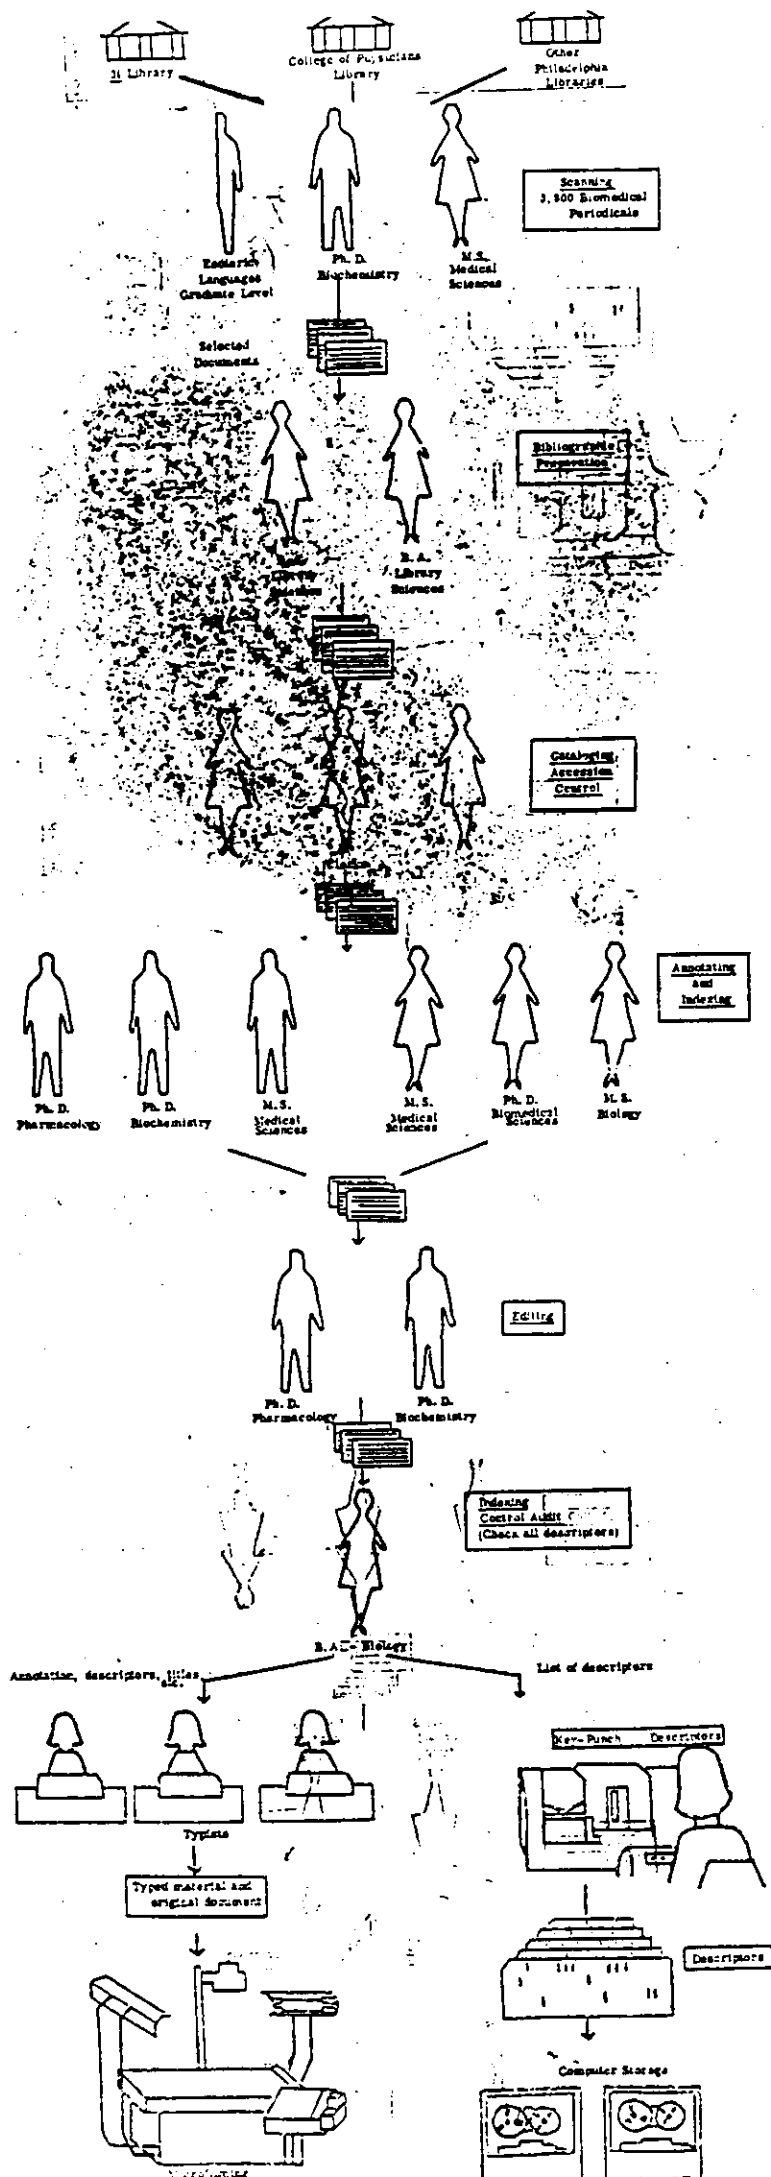 Library
College of Physicians
Library
Other
Philadelphia
Libraries
Scanning
Biomedical
Periodicals
Esoteric
Languages
Graduate Level
Ph. D.
Biochemistry
M.S.
Medical
Sciences
Selected
Documents
Bibliographic
Preparation
B. A.
Library
Sciences
Cataloging
Accession
Control
Annotating
and
Indexing
Ph. D.
Pharmacology
Ph. D.
Biochemistry
M. S.
Medical
Sciences
M. S.
Medical
Sciences
Ph. D.
Biomedical
Sciences
M. S.
Biology
Editing
Ph. D.
Pharmacology
Ph. D.
Biochemistry
Indexing
Control Audit
(Check all descriptors)
B. A. - Biology
Annotation, descriptors, titles
etc.
List of descriptors
Key-Punch Descriptors
Typists
Typed material and
original document
Descriptors
Computer Storage